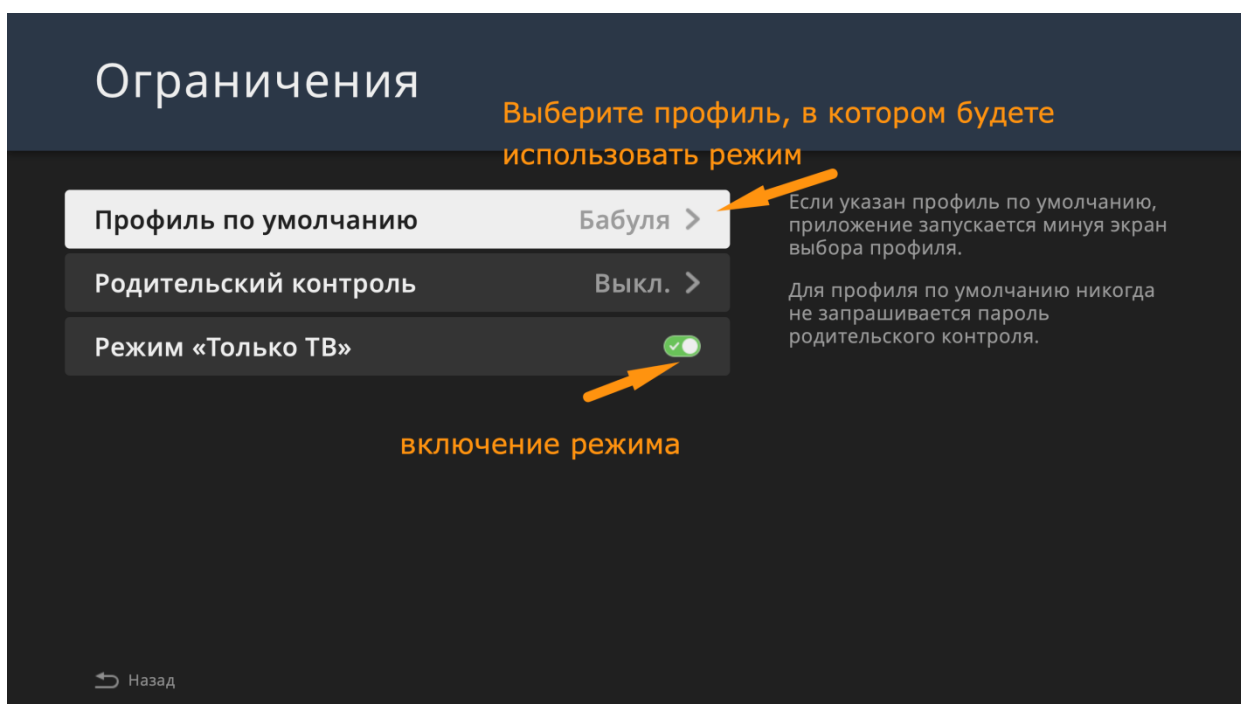 Ограничения
Выберите профиль, в котором будете
использовать режим
Профиль по умолчанию Бабуля
Если указан профиль по умолчанию,
приложение запускается минуя экран
выбора профиля.
Родительский контроль Выкл.
Для профиля по умолчанию никогда
не запрашивается пароль
родительского контроля.
Режим «Только ТВ»
включение режима
Назад